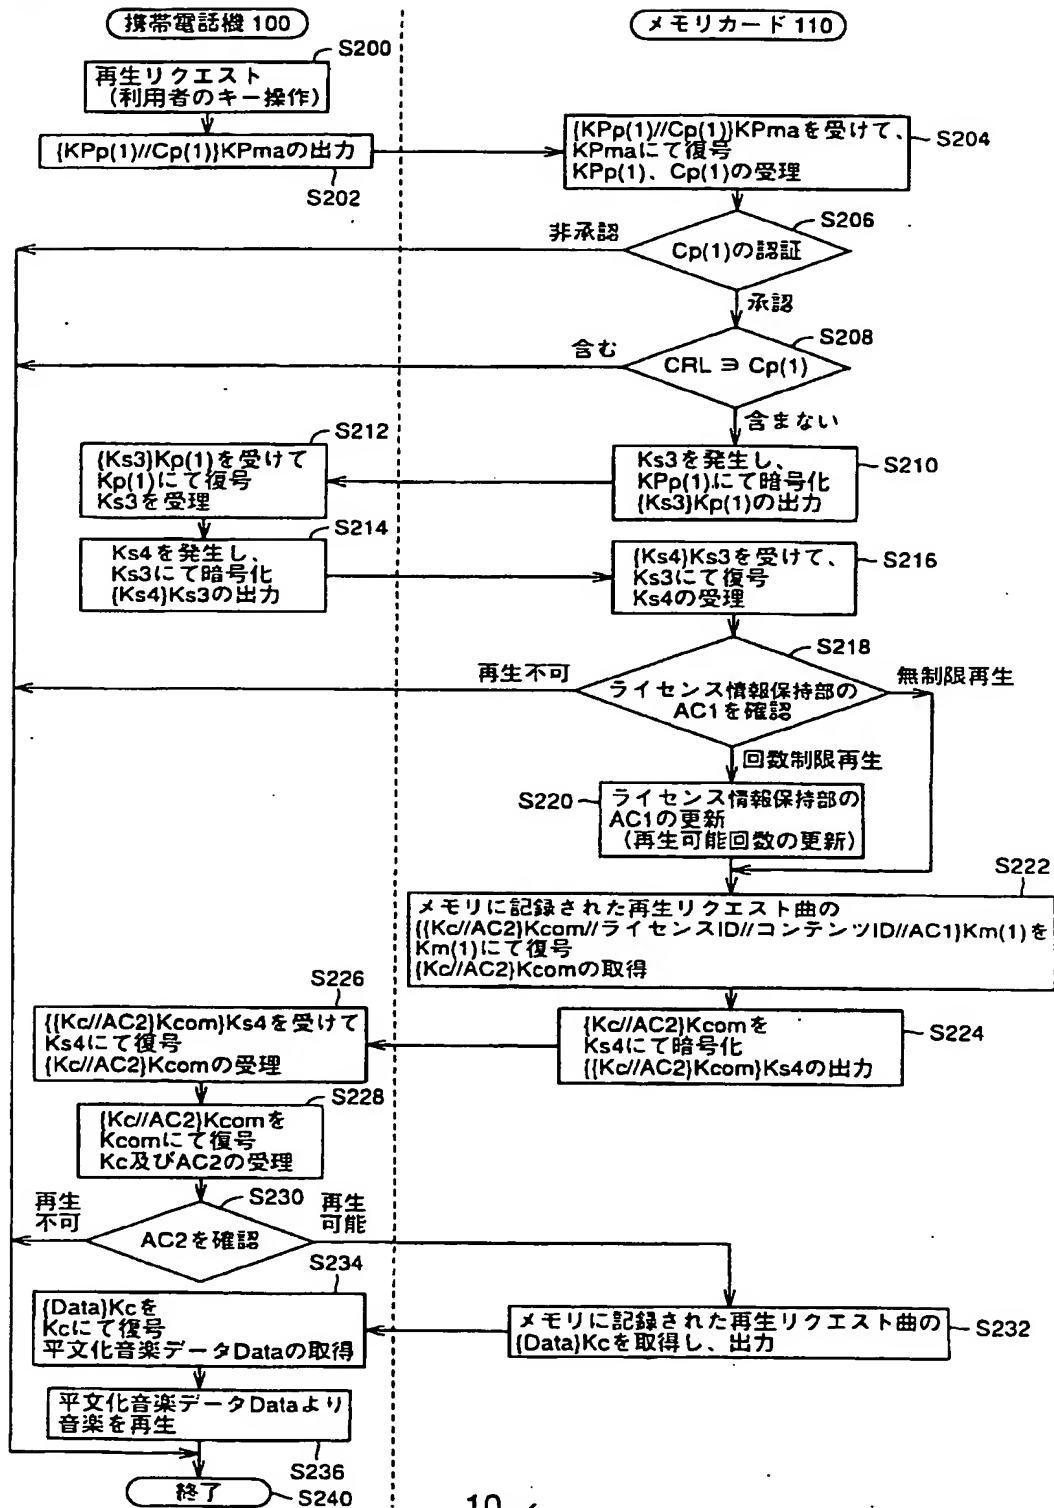 携帯電話機 100
メモリカード 110
S200
再生リクエスト
(利用者のキー操作)
{KPp(1)//Cp(1)}KPmaの出力
S202
{KPp(1)//Cp(1)}KPmaを受けて、
KPmaにて復号
KPp(1)、Cp(1)の受理
S204
S206
非承認
Cp(1)の認証
承認
S208
含む
CRL ∋ Cp(1)
含まない
S212
{Ks3}Kp(1)を受けて
Kp(1)にて復号
Ks3を受理
Ks3を発生し、
KPp(1)にて暗号化
{Ks3}Kp(1)の出力
S210
S214
Ks4を発生し、
Ks3にて暗号化
{Ks4}Ks3の出力
{Ks4}Ks3を受けて、
Ks3にて復号
Ks4の受理
S216
S218
再生不可
無制限再生
ライセンス情報保持部の
AC1を確認
回数制限再生
S220
ライセンス情報保持部の
AC1の更新
(再生可能回数の更新)
S222
メモリに記録された再生リクエスト曲の
{{Kc//AC2}Kcom//ライセンスID//コンテンツID//AC1}Km(1)を
Km(1)にて復号
{Kc//AC2}Kcomの取得
S226
{{Kc//AC2}Kcom}Ks4を受けて
Ks4にて復号
{Kc//AC2}Kcomの受理
{Kc//AC2}Kcomを
Ks4にて暗号化
{{Kc//AC2}Kcom}Ks4の出力
S224
S228
{Kc//AC2}Kcomを
Kcomにて復号
Kc及びAC2の受理
S230
再生
不可
再生
可能
AC2を確認
S234
{Data}Kcを
Kcにて復号
平文化音楽データDataの取得
メモリに記録された再生リクエスト曲の
{Data}Kcを取得し、出力
S232
平文化音楽データDataより
音楽を再生
S236
終了
S240
10